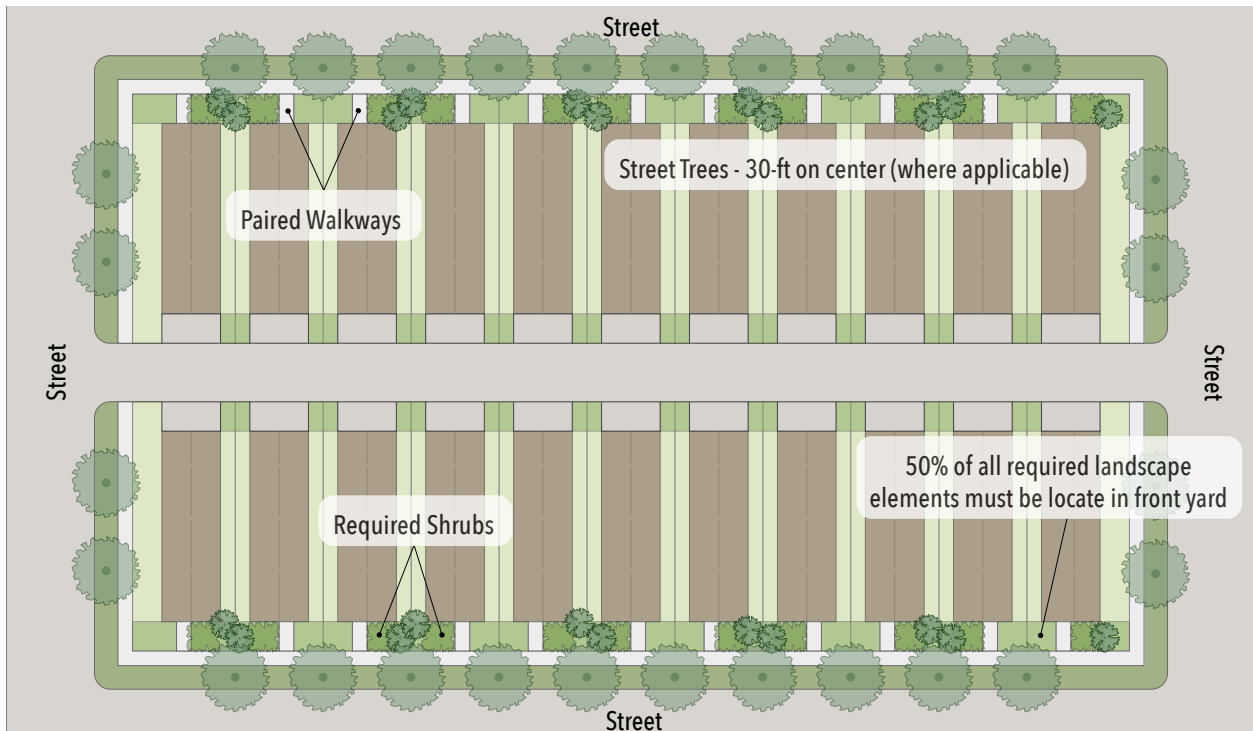 Street
Street Trees - 30-ft on center (where applicable)
Paired Walkways
Street
Street
50% of all required landscape
elements must be locate in front yard
Required Shrubs
Street